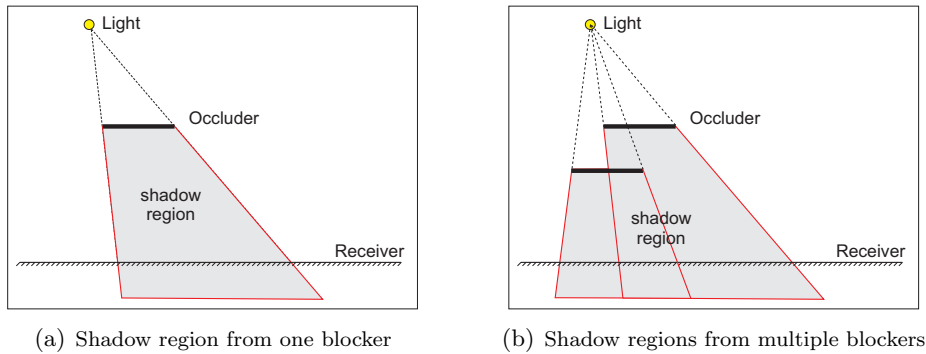 Light
Occluder
shadow
region
Receiver
(a) Shadow region from one blocker
Light
Occluder
shadow
region
Receiver
(b) Shadow regions from multiple blockers